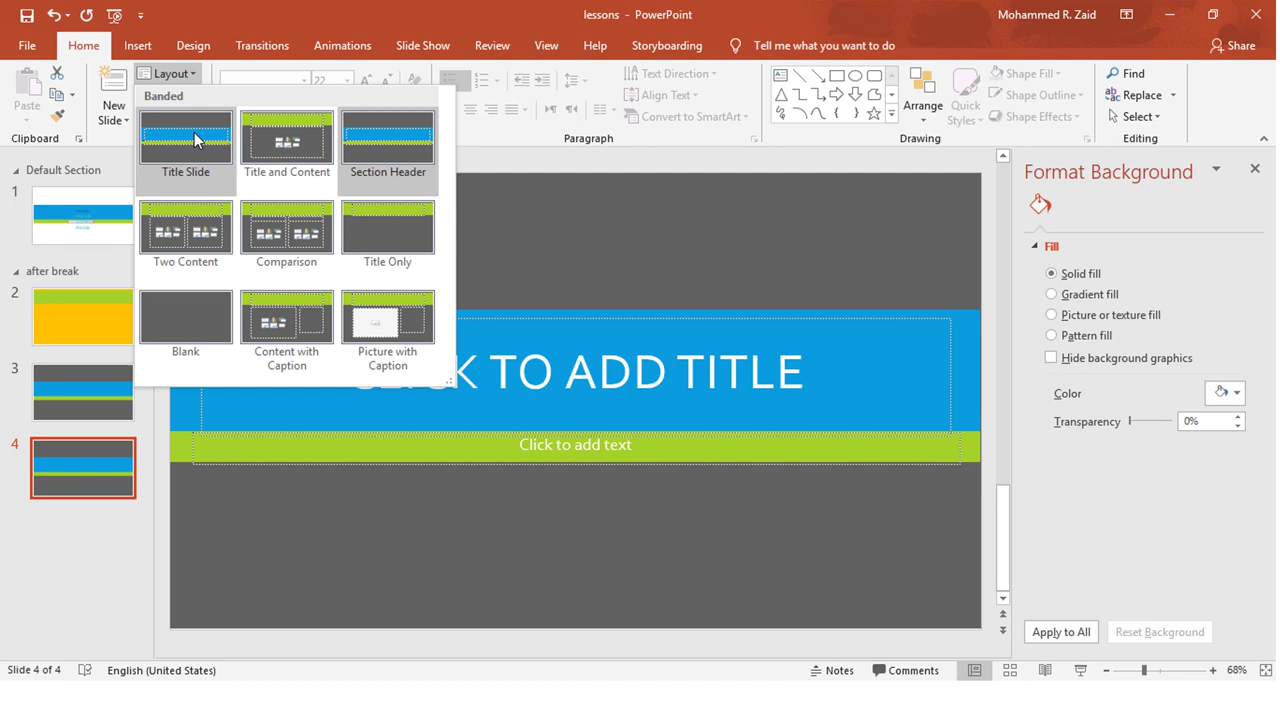 lessons - PowerPoint
Mohammed R. Zaid
File Home Insert Design Transitions Animations Slide Show Review View Help Storyboarding Tell me what you want to do Share
Paste
Clipboard
New
Slide
Layout
22
Paragraph
Text Direction
Align Text
Convert to SmartArt
Arrange
Quick
Styles
Shape Fill
Shape Outline
Shape Effects
Drawing
Find
Replace
Select
Editing
Banded
Title Slide
Title and Content
Section Header
Two Content
Comparison
Title Only
Blank
Content with
Caption
Picture with
Caption
Default Section
1
after break
2
3
4
TO ADD TITLE
Click to add text
Format Background
Fill
Solid fill
Gradient fill
Picture or texture fill
Pattern fill
Hide background graphics
Color
Transparency 0%
Apply to All
Reset Background
Slide 4 of 4
English (United States)
Notes
Comments
68%